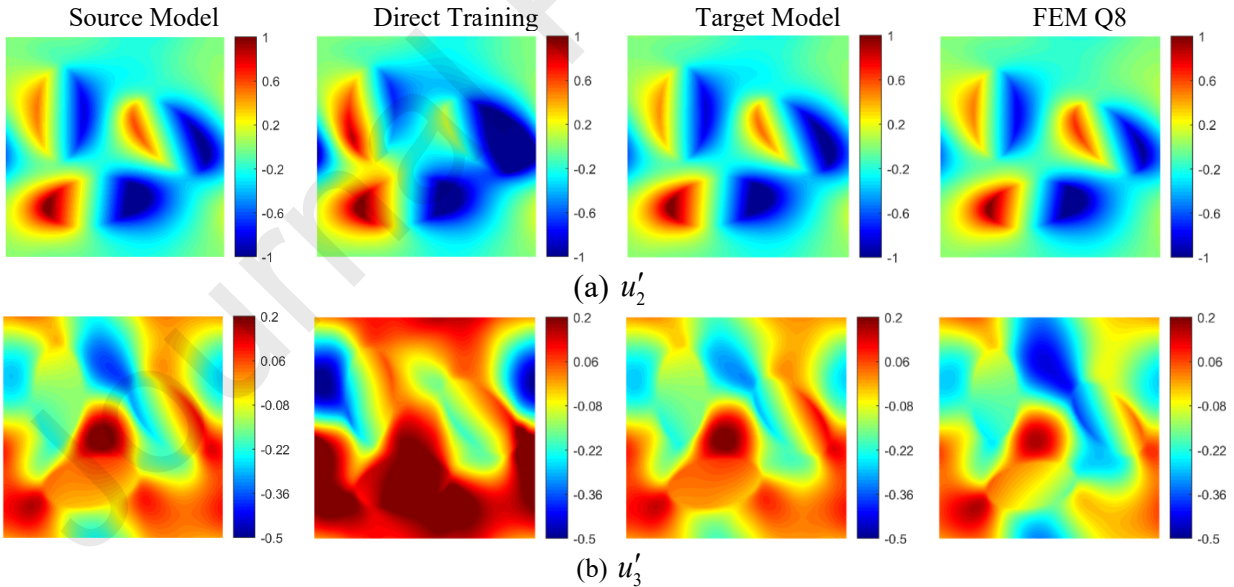 Source Model Direct Training Target Model FEM Q8
1 1 1 1
0.6 0.6 0.6 0.6
0.2 0.2 0.2 0.2
-0.2 -0.2 -0.2 -0.2
-0.6 -0.6 -0.6 -0.6
-1 -1 -1 -1
(a) u′₂
0.2 0.2 0.2 0.2
0.06 0.06 0.06 0.06
-0.08 -0.08 -0.08 -0.08
-0.22 -0.22 -0.22 -0.22
-0.36 -0.36 -0.36 -0.36
-0.5 -0.5 -0.5 -0.5
(b) u′₃
Journal P